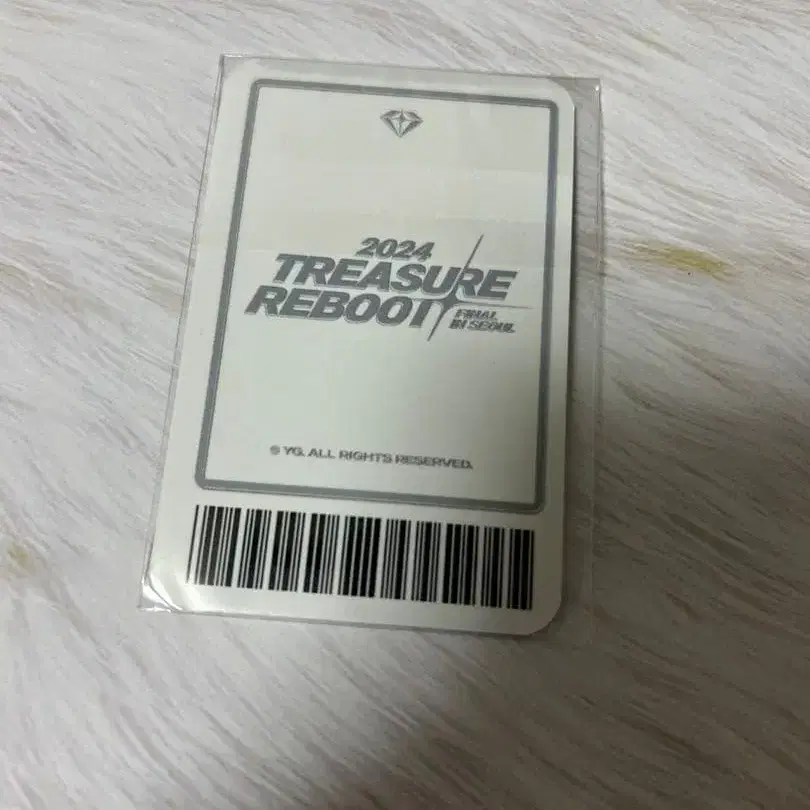 2024
TREASURE
REBOOT
FINAL
IN SEOUL
© YG. ALL RIGHTS RESERVED.